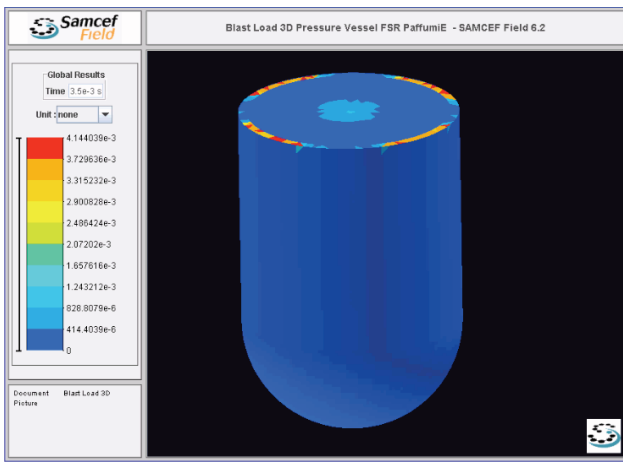 Samcef
Field
Blast Load 3D Pressure Vessel FSR PaffumiE - SAMCEF Field 6.2
Global Results
Time 3.5e-3 s
Unit : none
4.144039e-3
3.729636e-3
3.315232e-3
2.900828e-3
2.486424e-3
2.07202e-3
1.657616e-3
1.243212e-3
828.8079e-6
414.4039e-6
0
Document Blast Load 3D
Picture